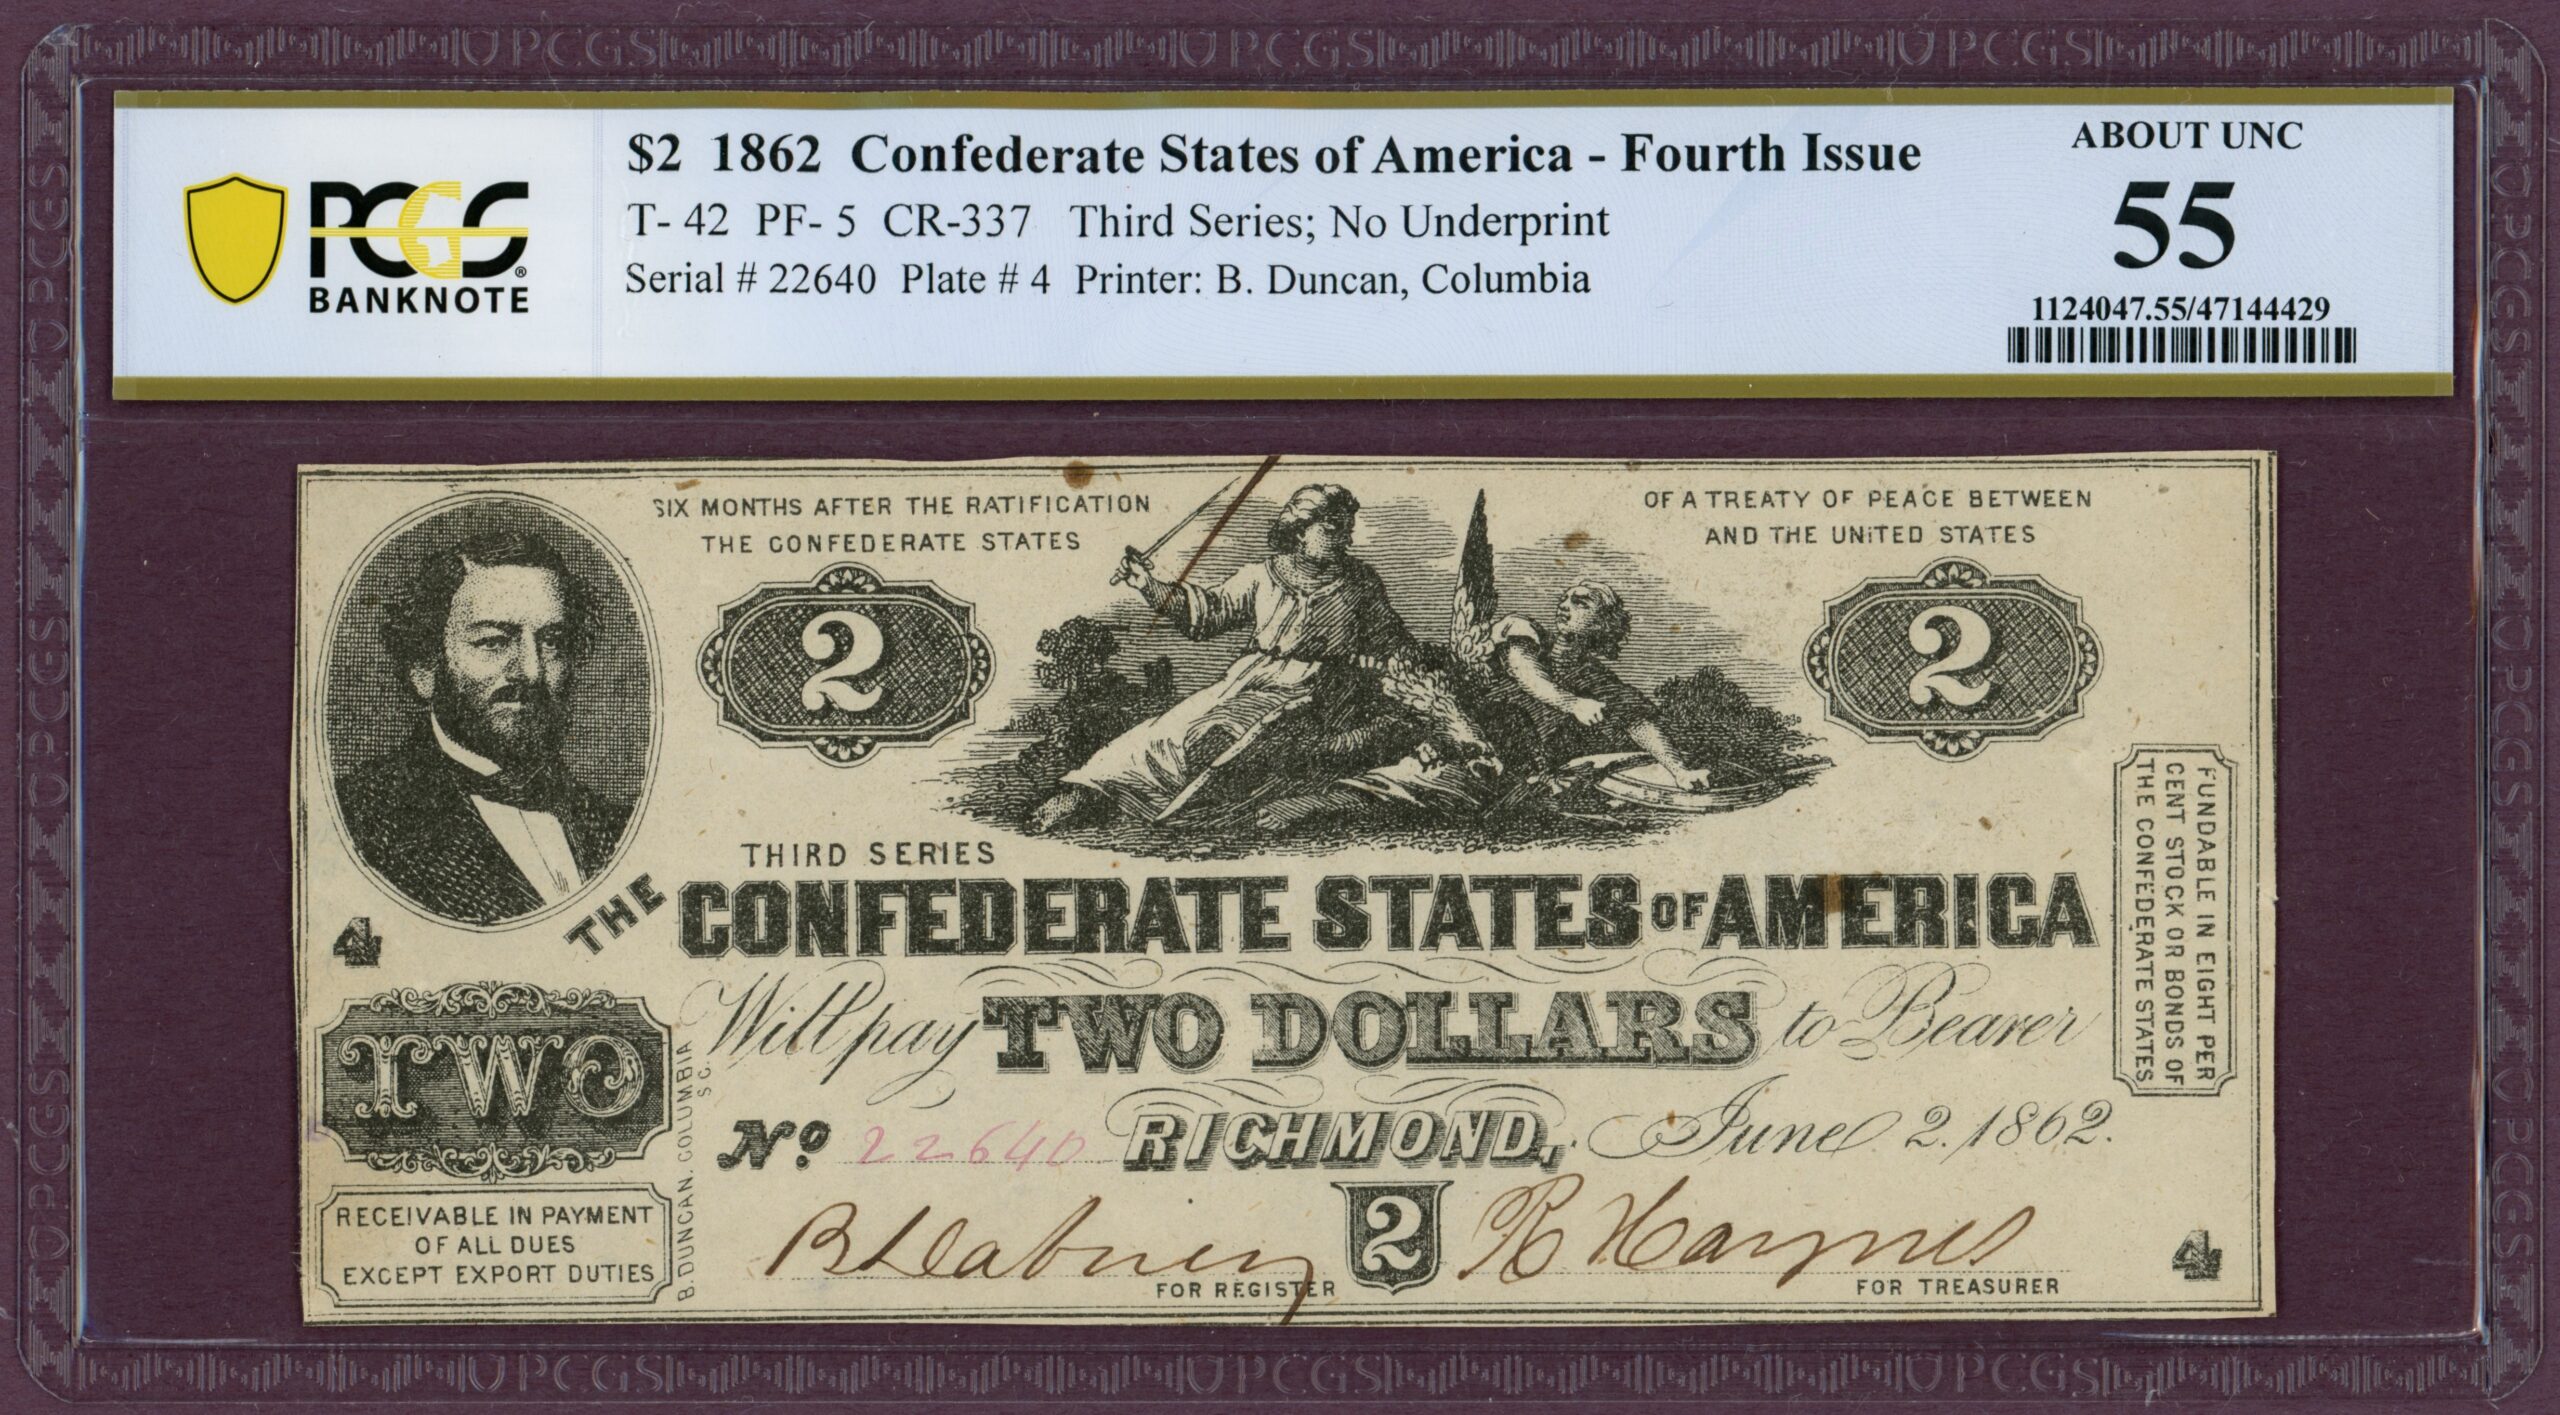 PCGS BANKNOTE
$2 1862 Confederate States of America - Fourth Issue
T- 42 PF- 5 CR-337 Third Series; No Underprint
Serial # 22640 Plate # 4 Printer: B. Duncan, Columbia
ABOUT UNC
55
1124047.55/47144429
SIX MONTHS AFTER THE RATIFICATION OF A TREATY OF PEACE BETWEEN
THE CONFEDERATE STATES AND THE UNITED STATES
2 2
THIRD SERIES
THE CONFEDERATE STATES OF AMERICA
4
Will pay TWO DOLLARS to Bearer
TWO
No. 22640 RICHMOND, June 2. 1862.
B. DUNCAN. COLUMBIA S.C.
RECEIVABLE IN PAYMENT
OF ALL DUES
EXCEPT EXPORT DUTIES
B Dabney 2 R Haynes
FOR REGISTER FOR TREASURER
4
FUNDABLE IN EIGHT PER
CENT STOCK OR BONDS OF
THE CONFEDERATE STATES